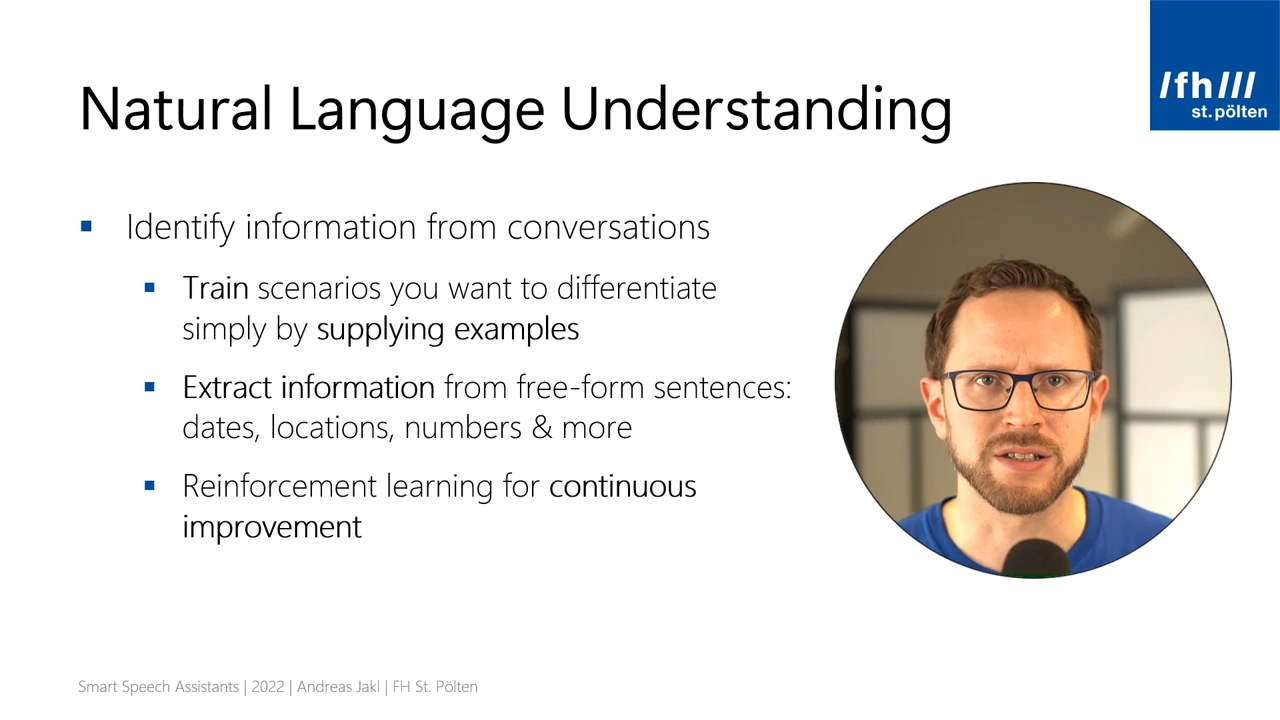 /fh///
st.pölten
Natural Language Understanding
▪ Identify information from conversations
▪ Train scenarios you want to differentiate
simply by supplying examples
▪ Extract information from free-form sentences:
dates, locations, numbers & more
▪ Reinforcement learning for continuous
improvement
Smart Speech Assistants | 2022 | Andreas Jakl | FH St. Pölten